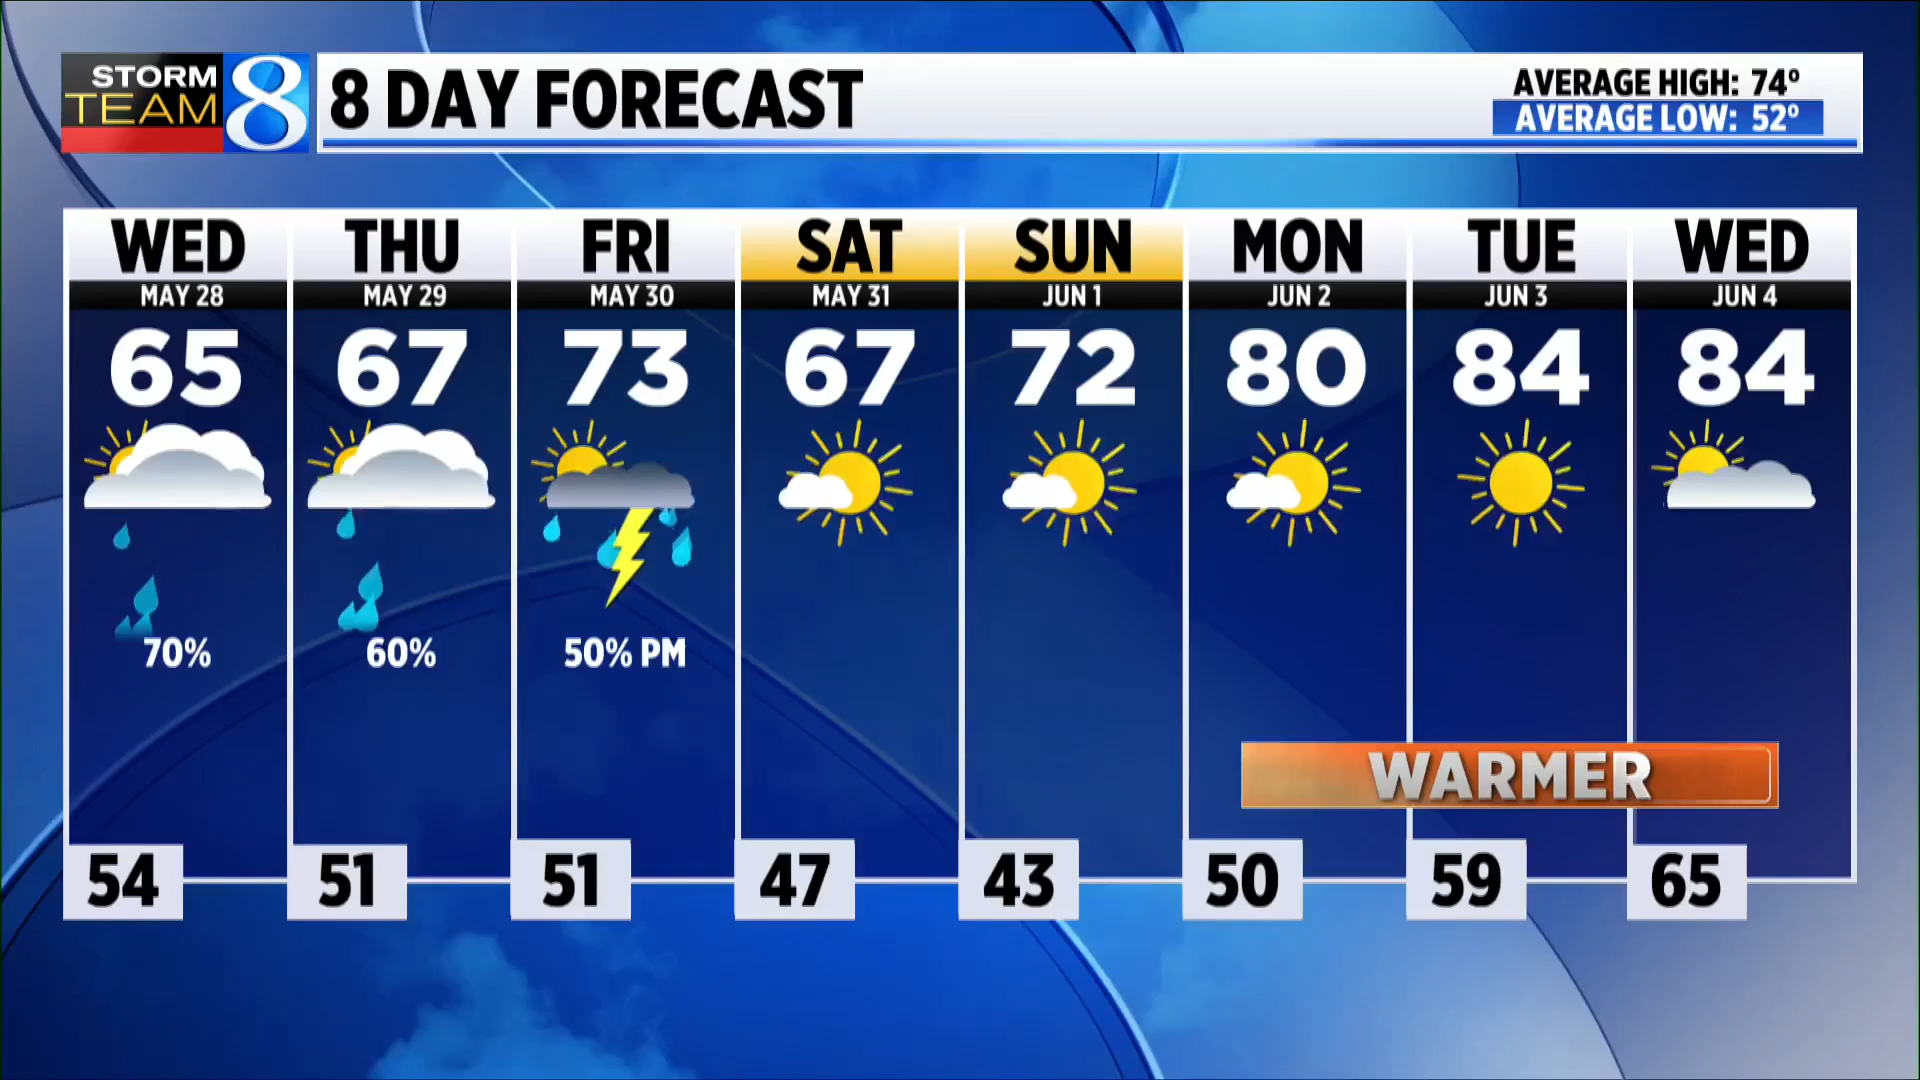 STORM
TEAM
8
8 DAY FORECAST
AVERAGE HIGH: 74º
AVERAGE LOW: 52º
WED THU FRI SAT SUN MON TUE WED
MAY 28 MAY 29 MAY 30 MAY 31 JUN 1 JUN 2 JUN 3 JUN 4
65 67 73 67 72 80 84 84
70% 60% 50% PM
WARMER
54 51 51 47 43 50 59 65